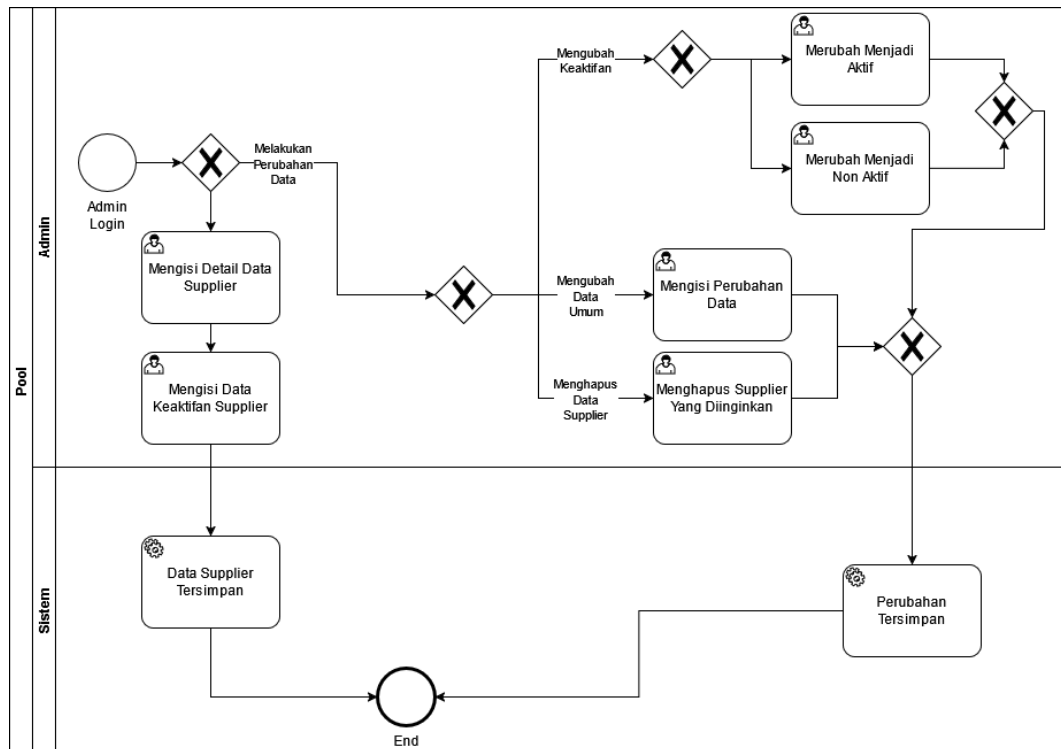 Pool
Admin
Sistem
Admin
Login
Melakukan
Perubahan
Data
Mengisi Detail Data
Supplier
Mengisi Data
Keaktifan Supplier
Mengubah
Keaktifan
Merubah Menjadi
Aktif
Merubah Menjadi
Non Aktif
Mengubah
Data
Umum
Mengisi Perubahan
Data
Menghapus
Data
Supplier
Menghapus Supplier
Yang Diinginkan
Data Supplier
Tersimpan
Perubahan
Tersimpan
End